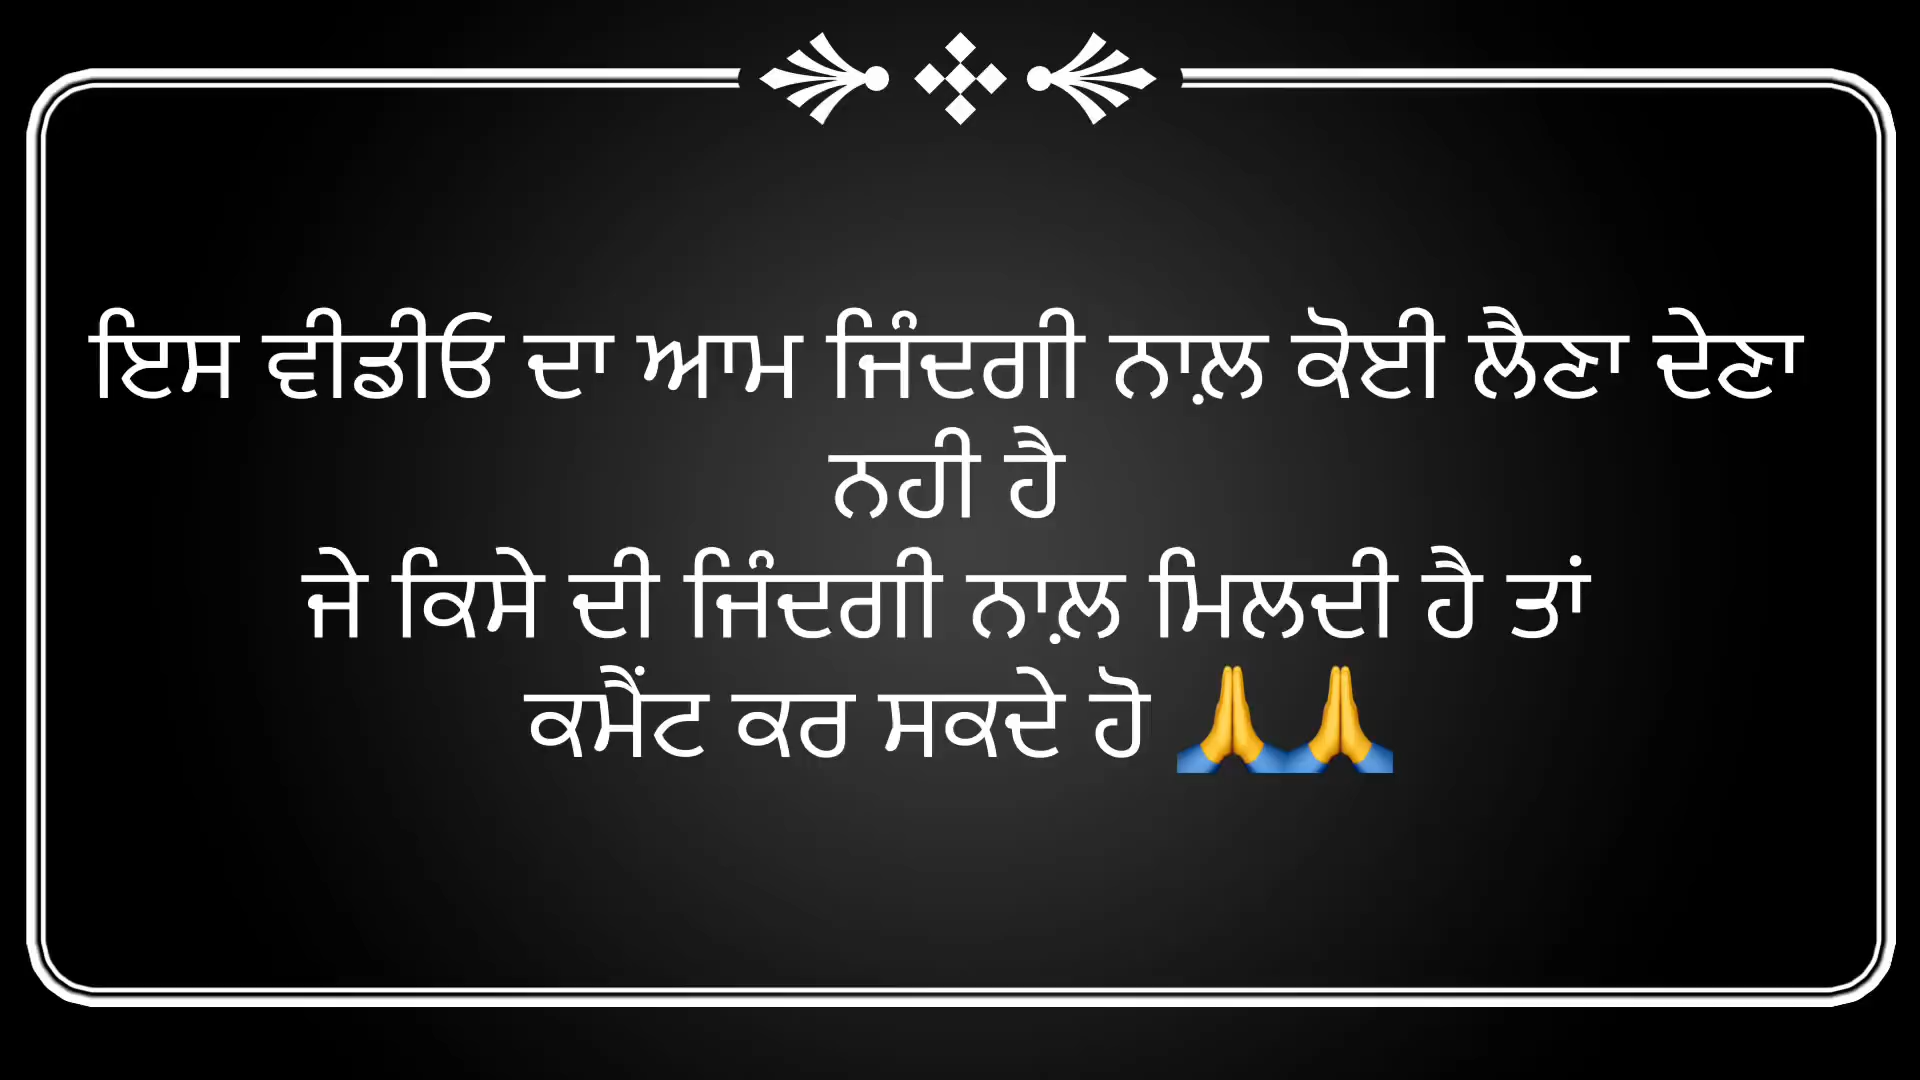 ਇਸ ਵੀਡੀਓ ਦਾ ਆਮ ਜਿੰਦਗੀ ਨਾਲ਼ ਕੋਈ ਲੈਣਾ ਦੇਣਾ
ਨਹੀ ਹੈ
ਜੇ ਕਿਸੇ ਦੀ ਜਿੰਦਗੀ ਨਾਲ਼ ਮਿਲਦੀ ਹੈ ਤਾਂ
ਕਮੈਂਟ ਕਰ ਸਕਦੇ ਹੋ 🙏🙏